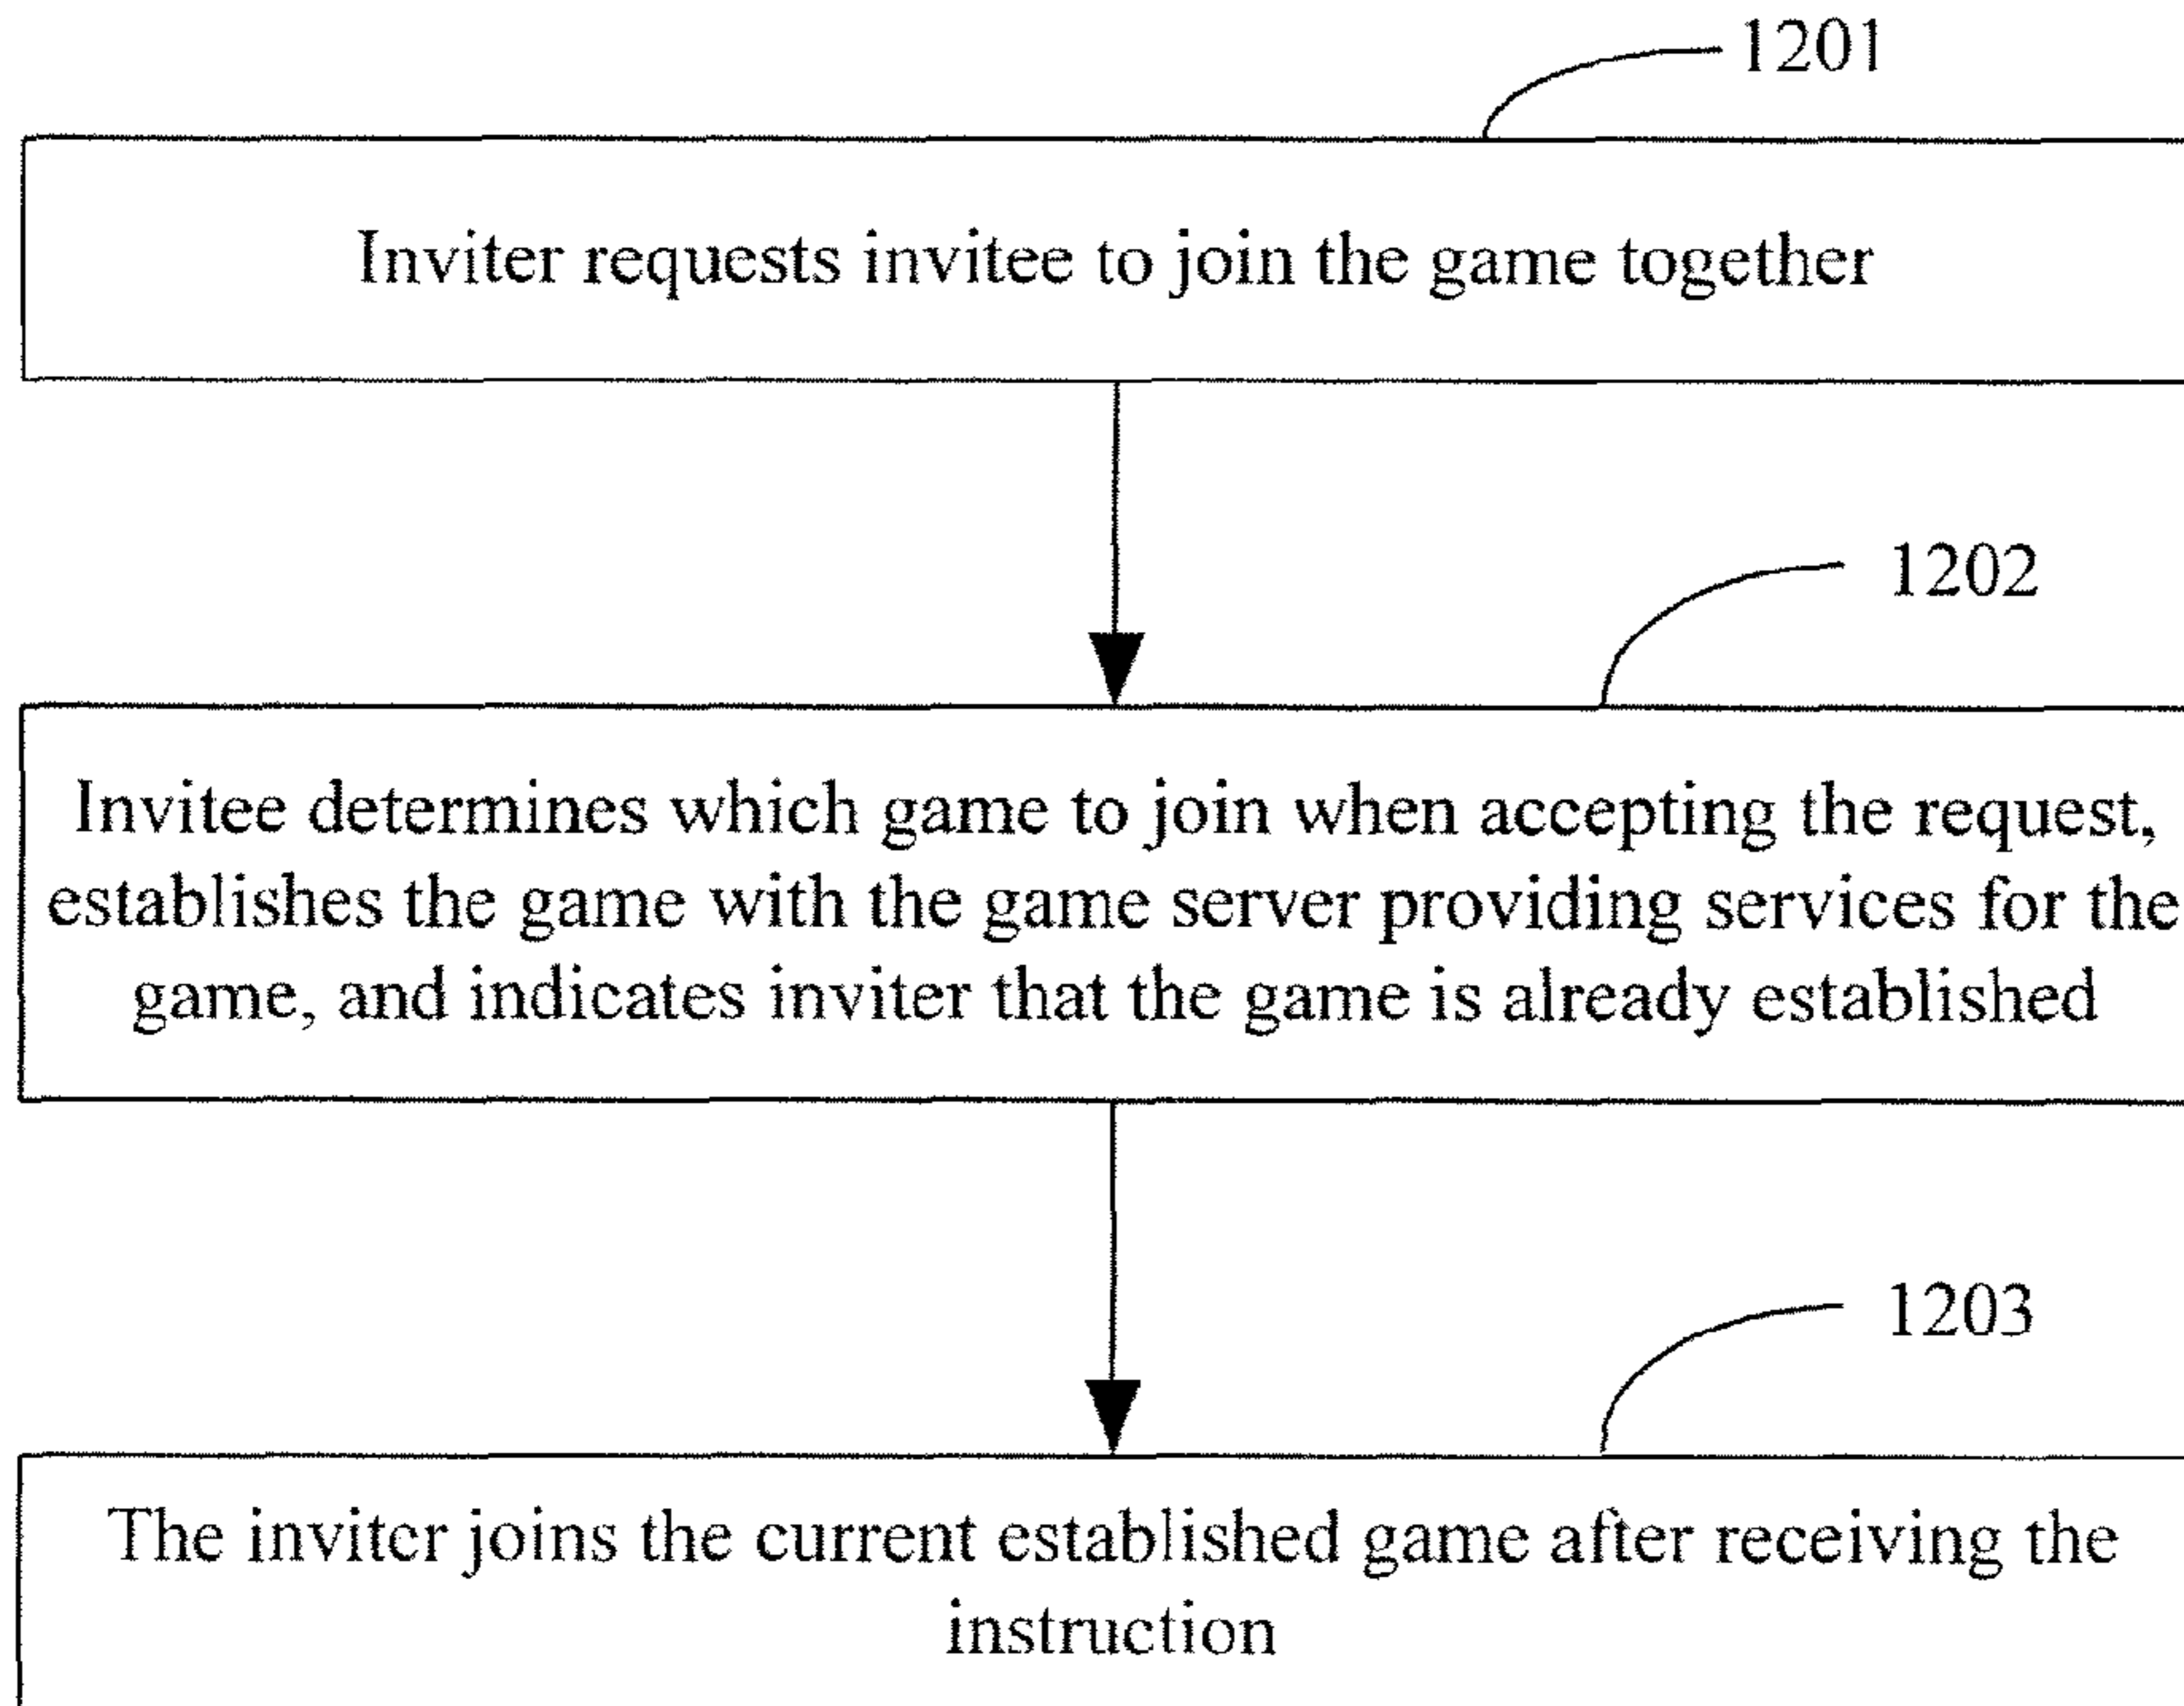 1201
Inviter requests invitee to join the game together
1202
Invitee determines which game to join when accepting the request,
establishes the game with the game server providing services for the
game, and indicates inviter that the game is already established
1203
The inviter joins the current established game after receiving the
instruction